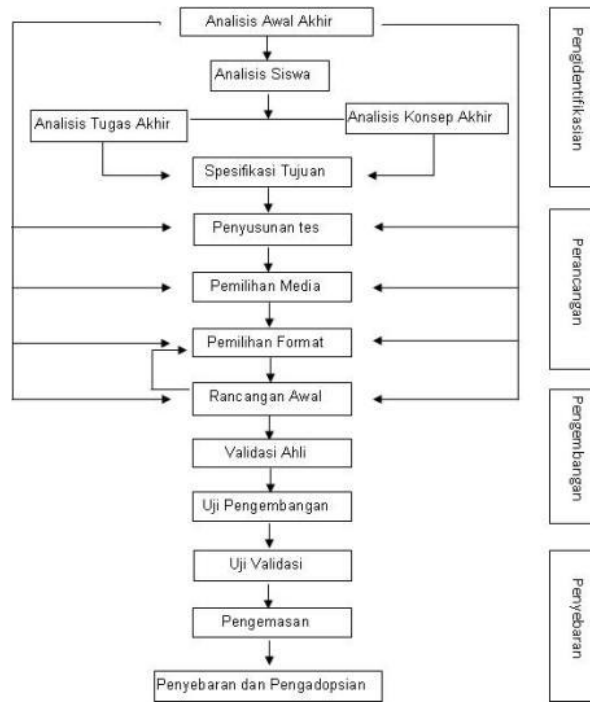 Analisis Awal Akhir
Analisis Siswa
Analisis Tugas Akhir
Analisis Konsep Akhir
Spesifikasi Tujuan
Penyusunan tes
Pemilihan Media
Pemilihan Format
Rancangan Awal
Validasi Ahli
Uji Pengembangan
Uji Validasi
Pengemasan
Penyebaran dan Pengadopsian
Pengidentifikasian
Perancangan
Pengembangan
Penyebaran